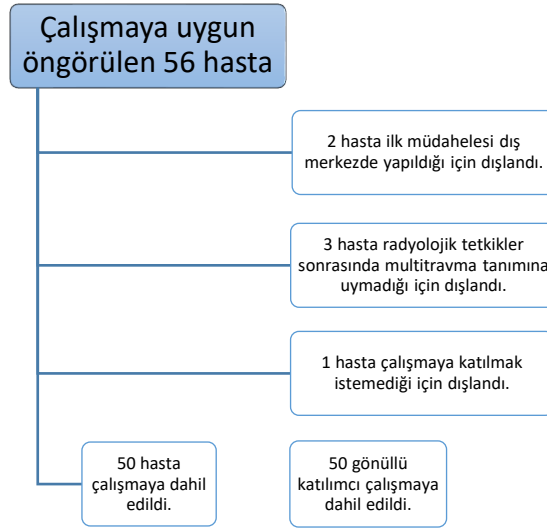 Çalışmaya uygun
öngörülen 56 hasta
2 hasta ilk müdahelesi dış
merkezde yapıldığı için dışlandı.
3 hasta radyolojik tetkikler
sonrasında multitravma tanımına
uymadığı için dışlandı.
1 hasta çalışmaya katılmak
istemediği için dışlandı.
50 hasta
çalışmaya dahil
edildi.
50 gönüllü
katılımcı çalışmaya
dahil edildi.